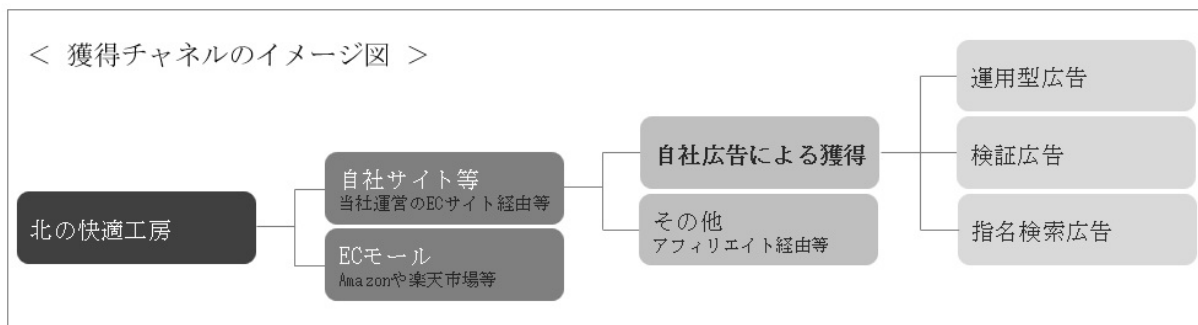 ＜ 獲得チャネルのイメージ図 ＞
北の快適工房
自社サイト等
当社運営のECサイト経由等
ECモール
Amazonや楽天市場等
自社広告による獲得
その他
アフィリエイト経由等
運用型広告
検証広告
指名検索広告